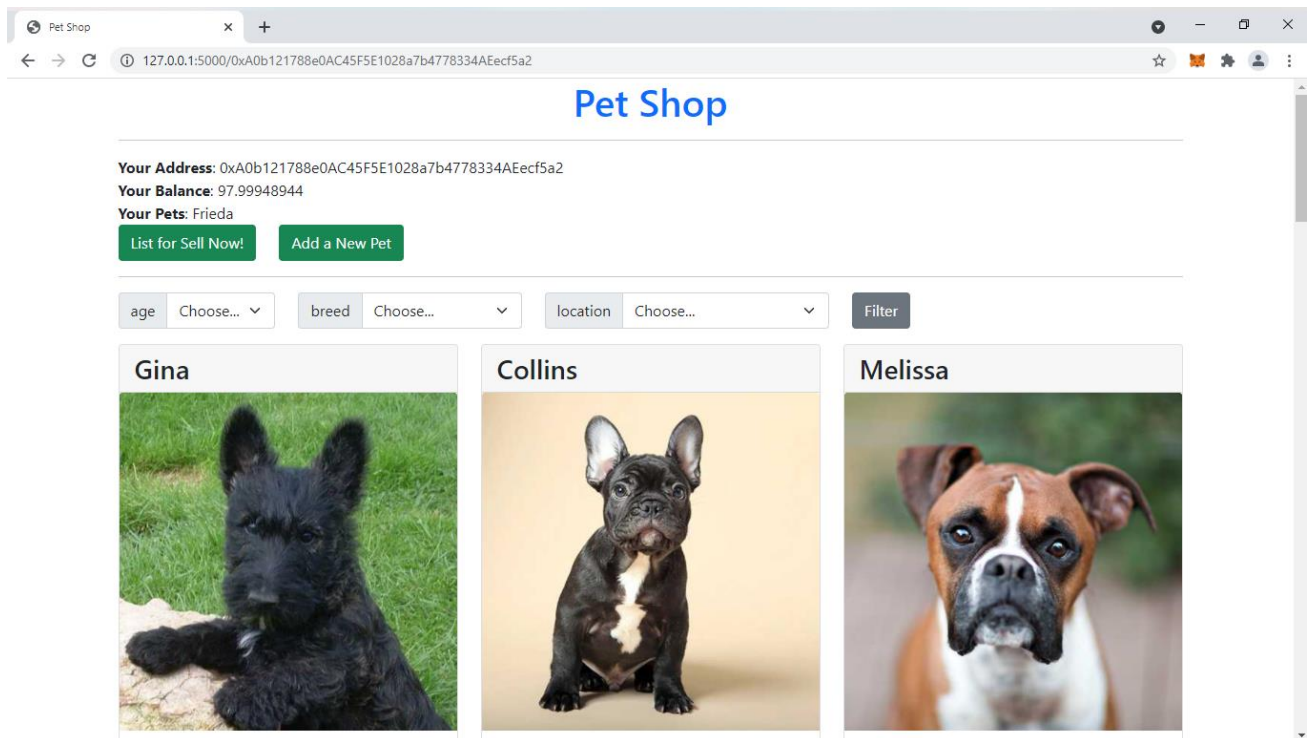 Pet Shop
127.0.0.1:5000/0xA0b121788e0AC45F5E1028a7b4778334AEecf5a2
Pet Shop
Your Address: 0xA0b121788e0AC45F5E1028a7b4778334AEecf5a2
Your Balance: 97.99948944
Your Pets: Frieda
List for Sell Now! Add a New Pet
age Choose... breed Choose... location Choose... Filter
Gina Collins Melissa